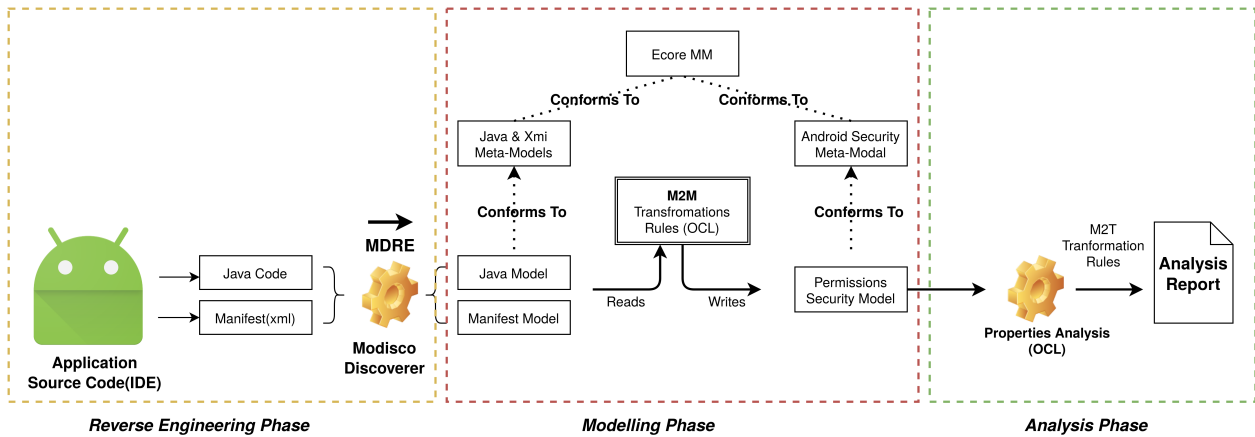 Ecore MM
Conforms To
Conforms To
Java & Xmi
Meta-Models
Android Security
Meta-Modal
M2M
Transfromations
Rules (OCL)
Conforms To
Conforms To
MDRE
Java Code
Manifest(xml)
Java Model
Manifest Model
Reads
Writes
Permissions
Security Model
M2T
Tranformation
Rules
Analysis
Report
Properties Analysis
(OCL)
Modisco
Discoverer
Application
Source Code(IDE)
Reverse Engineering Phase
Modelling Phase
Analysis Phase